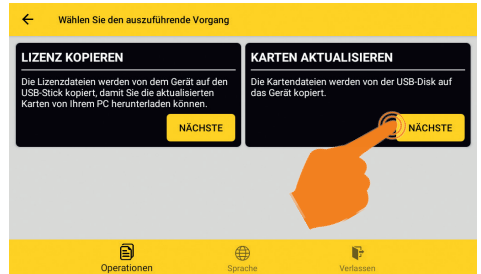 Wählen Sie den auszuführende Vorgang
LIZENZ KOPIEREN
Die Lizenzdateien werden von dem Gerät auf den
USB-Stick kopiert, damit Sie die aktualisierten
Karten von Ihrem PC herunterladen können.
NÄCHSTE
KARTEN AKTUALISIEREN
Die Kartendateien werden von der USB-Disk auf
das Gerät kopiert.
NÄCHSTE
Operationen
Sprache
Verlassen